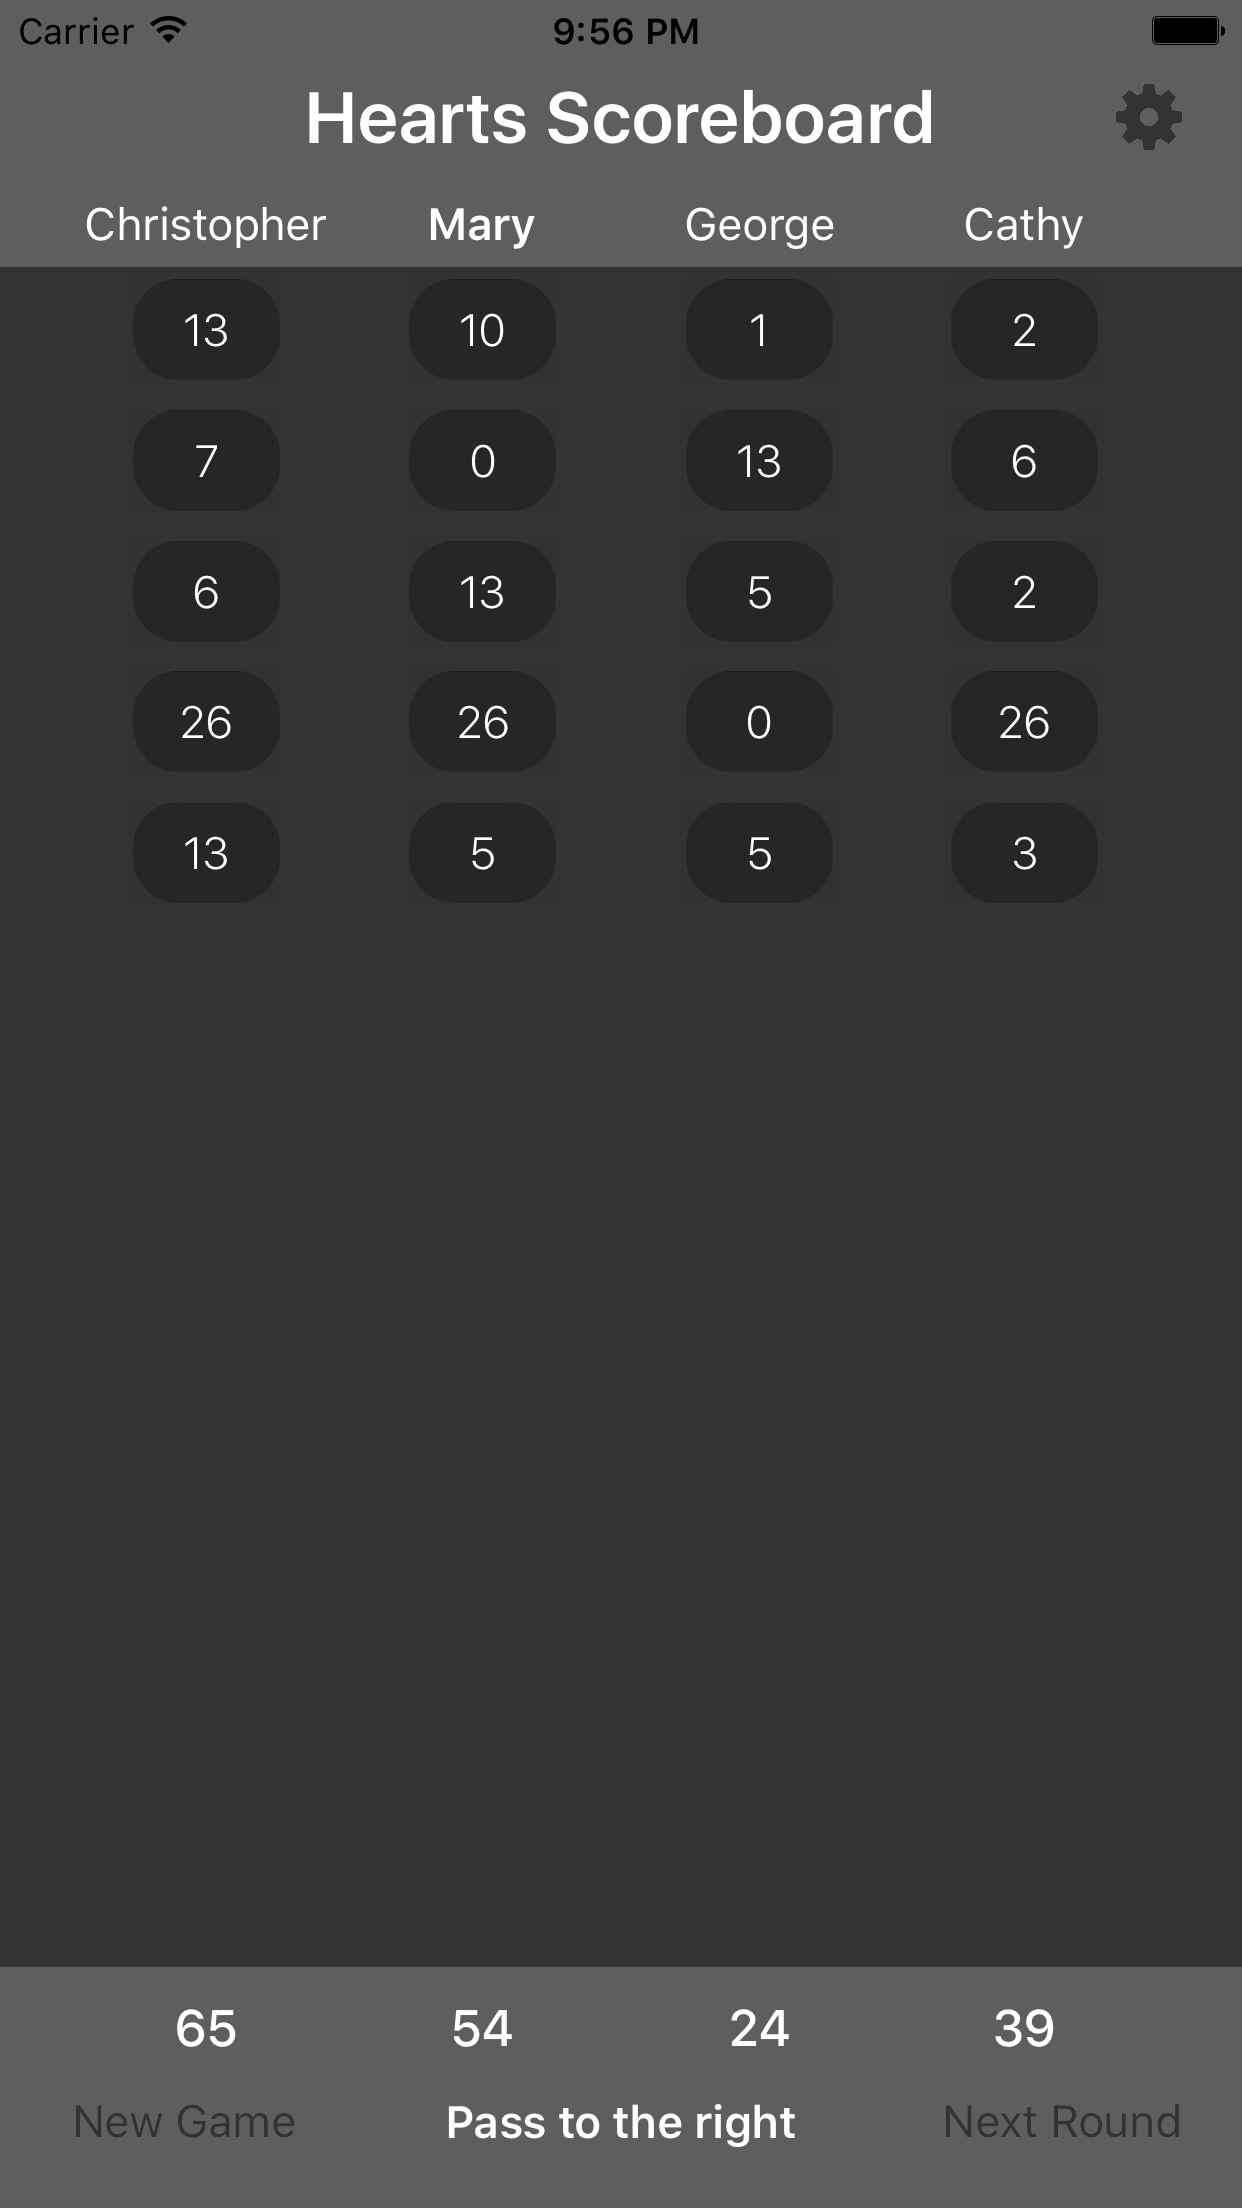 Carrier 9:56 PM
Hearts Scoreboard
Christopher Mary George Cathy
13 10 1 2
7 0 13 6
6 13 5 2
26 26 0 26
13 5 5 3
65 54 24 39
New Game Pass to the right Next Round